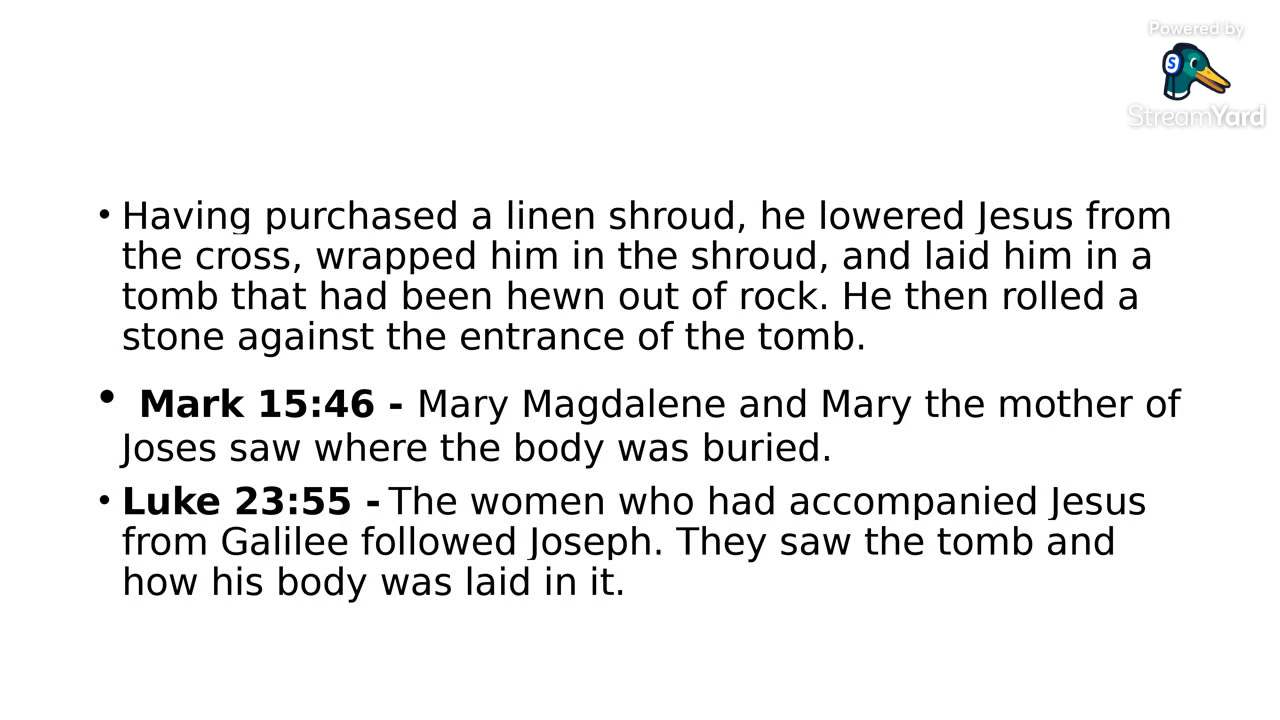 Powered by
S
StreamYard
• Having purchased a linen shroud, he lowered Jesus from
the cross, wrapped him in the shroud, and laid him in a
tomb that had been hewn out of rock. He then rolled a
stone against the entrance of the tomb.
• Mark 15:46 - Mary Magdalene and Mary the mother of
Joses saw where the body was buried.
• Luke 23:55 - The women who had accompanied Jesus
from Galilee followed Joseph. They saw the tomb and
how his body was laid in it.